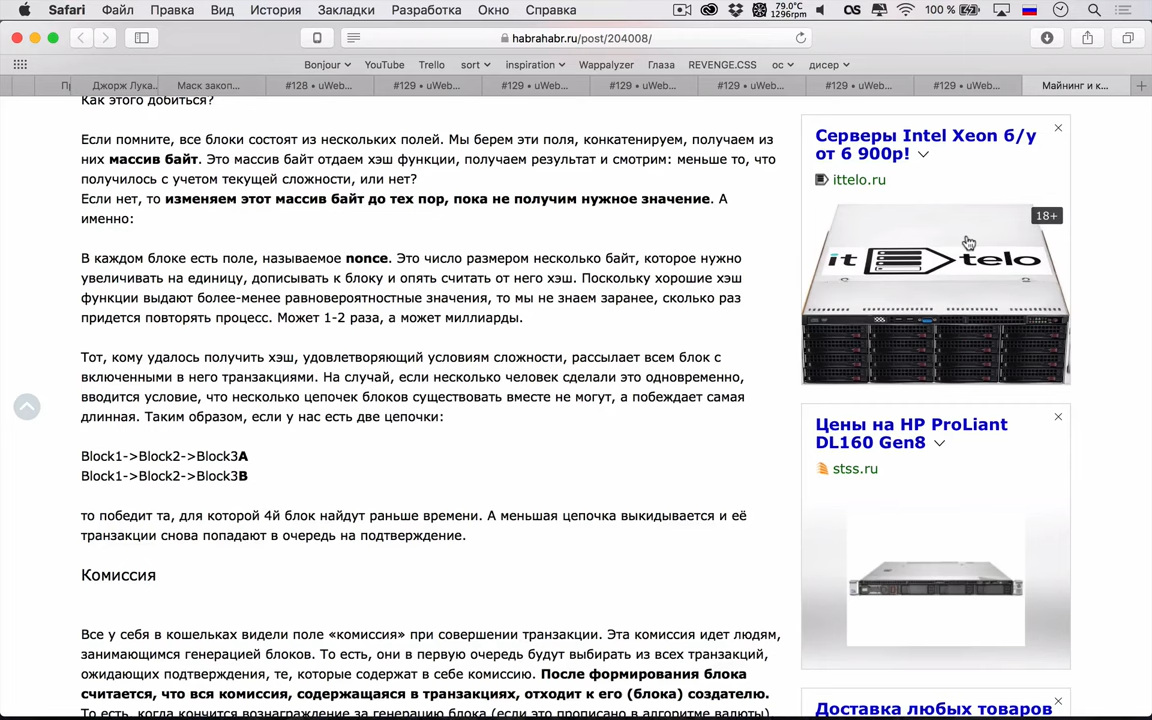 Safari Файл Правка Вид История Закладки Разработка Окно Справка 79.0°C 1296rpm 100 %
habrahabr.ru/post/204008/
Bonjour YouTube Trello sort inspiration Wappalyzer Глаза REVENGE.CSS ос дисер
Джорж Лука.. Маск закоп... #128 • uWeb... #129 • uWeb... #129 • uWeb... #129 • uWeb... #129 • uWeb... #129 • uWeb... #129 • uWeb... Майнинг и к...
Как этого добиться?
Если помните, все блоки состоят из нескольких полей. Мы берем эти поля, конкатенируем, получаем из
них массив байт. Это массив байт отдаем хэш функции, получаем результат и смотрим: меньше то, что
получилось с учетом текущей сложности, или нет?
Если нет, то изменяем этот массив байт до тех пор, пока не получим нужное значение. А
именно:
В каждом блоке есть поле, называемое nonce. Это число размером несколько байт, которое нужно
увеличивать на единицу, дописывать к блоку и опять считать от него хэш. Поскольку хорошие хэш
функции выдают более-менее равновероятностные значения, то мы не знаем заранее, сколько раз
придется повторять процесс. Может 1-2 раза, а может миллиарды.
Тот, кому удалось получить хэш, удовлетворяющий условиям сложности, рассылает всем блок с
включенными в него транзакциями. На случай, если несколько человек сделали это одновременно,
вводится условие, что несколько цепочек блоков существовать вместе не могут, а побеждает самая
длинная. Таким образом, если у нас есть две цепочки:
Block1->Block2->Block3A
Block1->Block2->Block3B
то победит та, для которой 4й блок найдут раньше времени. А меньшая цепочка выкидывается и её
транзакции снова попадают в очередь на подтверждение.
Комиссия
Все у себя в кошельках видели поле «комиссия» при совершении транзакции. Эта комиссия идет людям,
занимающимся генерацией блоков. То есть, они в первую очередь будут выбирать из всех транзакций,
ожидающих подтверждения, те, которые содержат в себе комиссию. После формирования блока
считается, что вся комиссия, содержащаяся в транзакциях, отходит к его (блока) создателю.
То есть, когда кончится вознаграждение за генерацию блока (если это прописано в алгоритме валюты)
Серверы Intel Xeon б/у
от 6 900р!
ittelo.ru
18+
it telo
Цены на HP ProLiant
DL160 Gen8
stss.ru
Доставка любых товаров